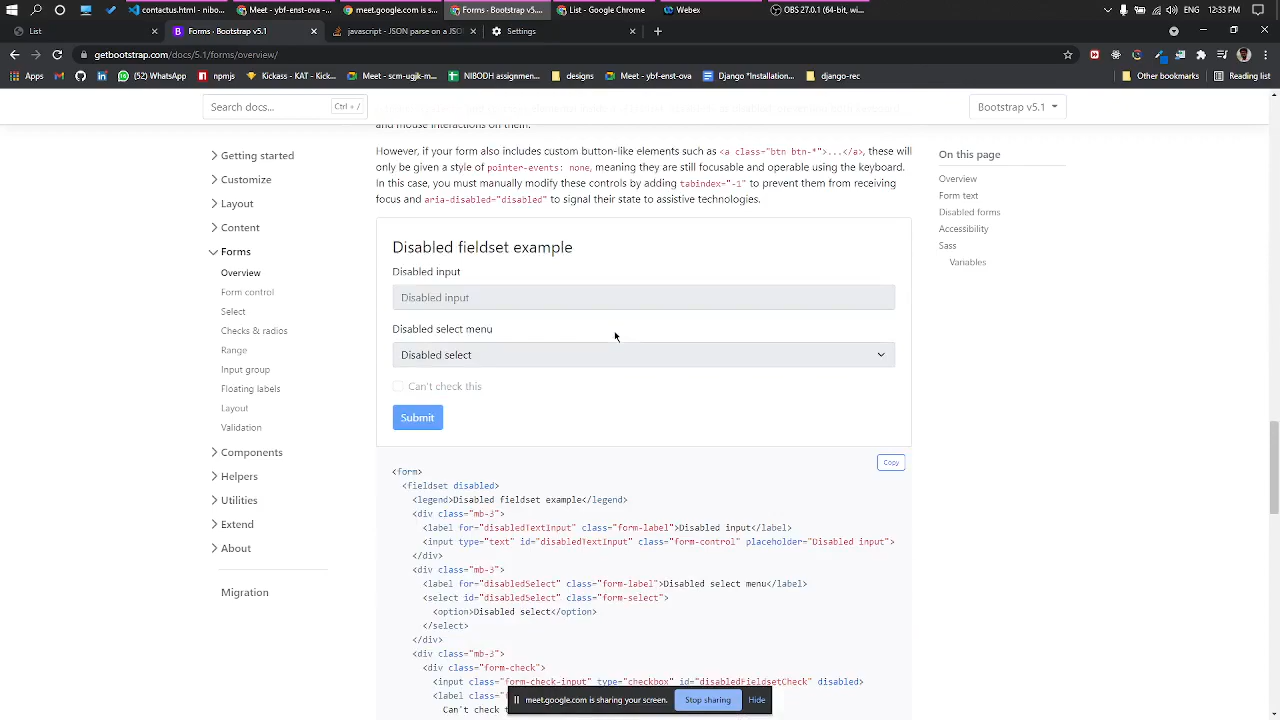 contactus.html - nibo...
Meet - yfr-enst-ova ...
meet.google.com is s...
Forms · Bootstrap v5....
List - Google Chrome
Webex
OBS 27.0.1 (64-bit, wi...
ENG
12:33 PM
List
Forms · Bootstrap v5.1
javascript - JSON parse on a JSO
Settings
getbootstrap.com/docs/5.1/forms/overview/
Apps
(52) WhatsApp
npmjs
Kickass - KAT - Kic...
Meet - scm-ugjk-m...
NIBODH assignmen...
designs
Meet - yfr-enst-ova
Django "Installatio...
django-rec
Other bookmarks
Reading list
Search docs...
Ctrl + /
Bootstrap v5.1
and mouse interactions on them.
However, if your form also includes custom button-like elements such as <a class="btn btn-*">...</a>, these will
only be given a style of pointer-events: none, meaning they are still focusable and operable using the keyboard.
In this case, you must manually modify these controls by adding tabindex="-1" to prevent them from receiving
focus and aria-disabled="disabled" to signal their state to assistive technologies.
Getting started
Customize
Layout
Content
Forms
Overview
Form control
Select
Checks & radios
Range
Input group
Floating labels
Layout
Validation
Components
Helpers
Utilities
Extend
About
Migration
Disabled fieldset example
Disabled input
Disabled input
Disabled select menu
Disabled select
Can't check this
Submit
Copy
<form>
<fieldset disabled>
<legend>Disabled fieldset example</legend>
<div class="mb-3">
<label for="disabledTextInput" class="form-label">Disabled input</label>
<input type="text" id="disabledTextInput" class="form-control" placeholder="Disabled input">
</div>
<div class="mb-3">
<label for="disabledSelect" class="form-label">Disabled select menu</label>
<select id="disabledSelect" class="form-select">
<option>Disabled select</option>
</select>
</div>
<div class="mb-3">
<div class="form-check">
<input class="form-check-input" type="checkbox" id="disabledFieldsetCheck" disabled>
<label class="
Can't check t
On this page
Overview
Form text
Disabled forms
Accessibility
Sass
Variables
meet.google.com is sharing your screen.
Stop sharing
Hide